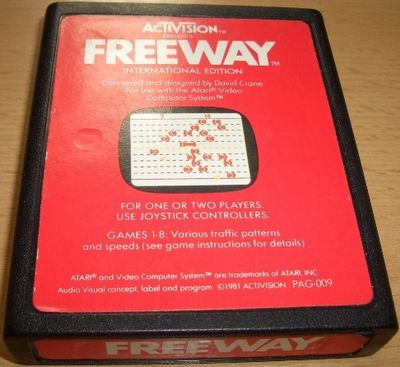 ACTIVISION™
PRESENTS
FREEWAY™
INTERNATIONAL EDITION
Conceived and designed by David Crane
For use with the Atari® Video
Computer System™
FOR ONE OR TWO PLAYERS.
USE JOYSTICK CONTROLLERS.
GAMES 1-8: Various traffic patterns
and speeds (see game instructions for details)
ATARI® and Video Computer System™ are trademarks of ATARI, INC
Audio Visual concept, label and program ©1981 ACTIVISION PAG-009
FREEWAY